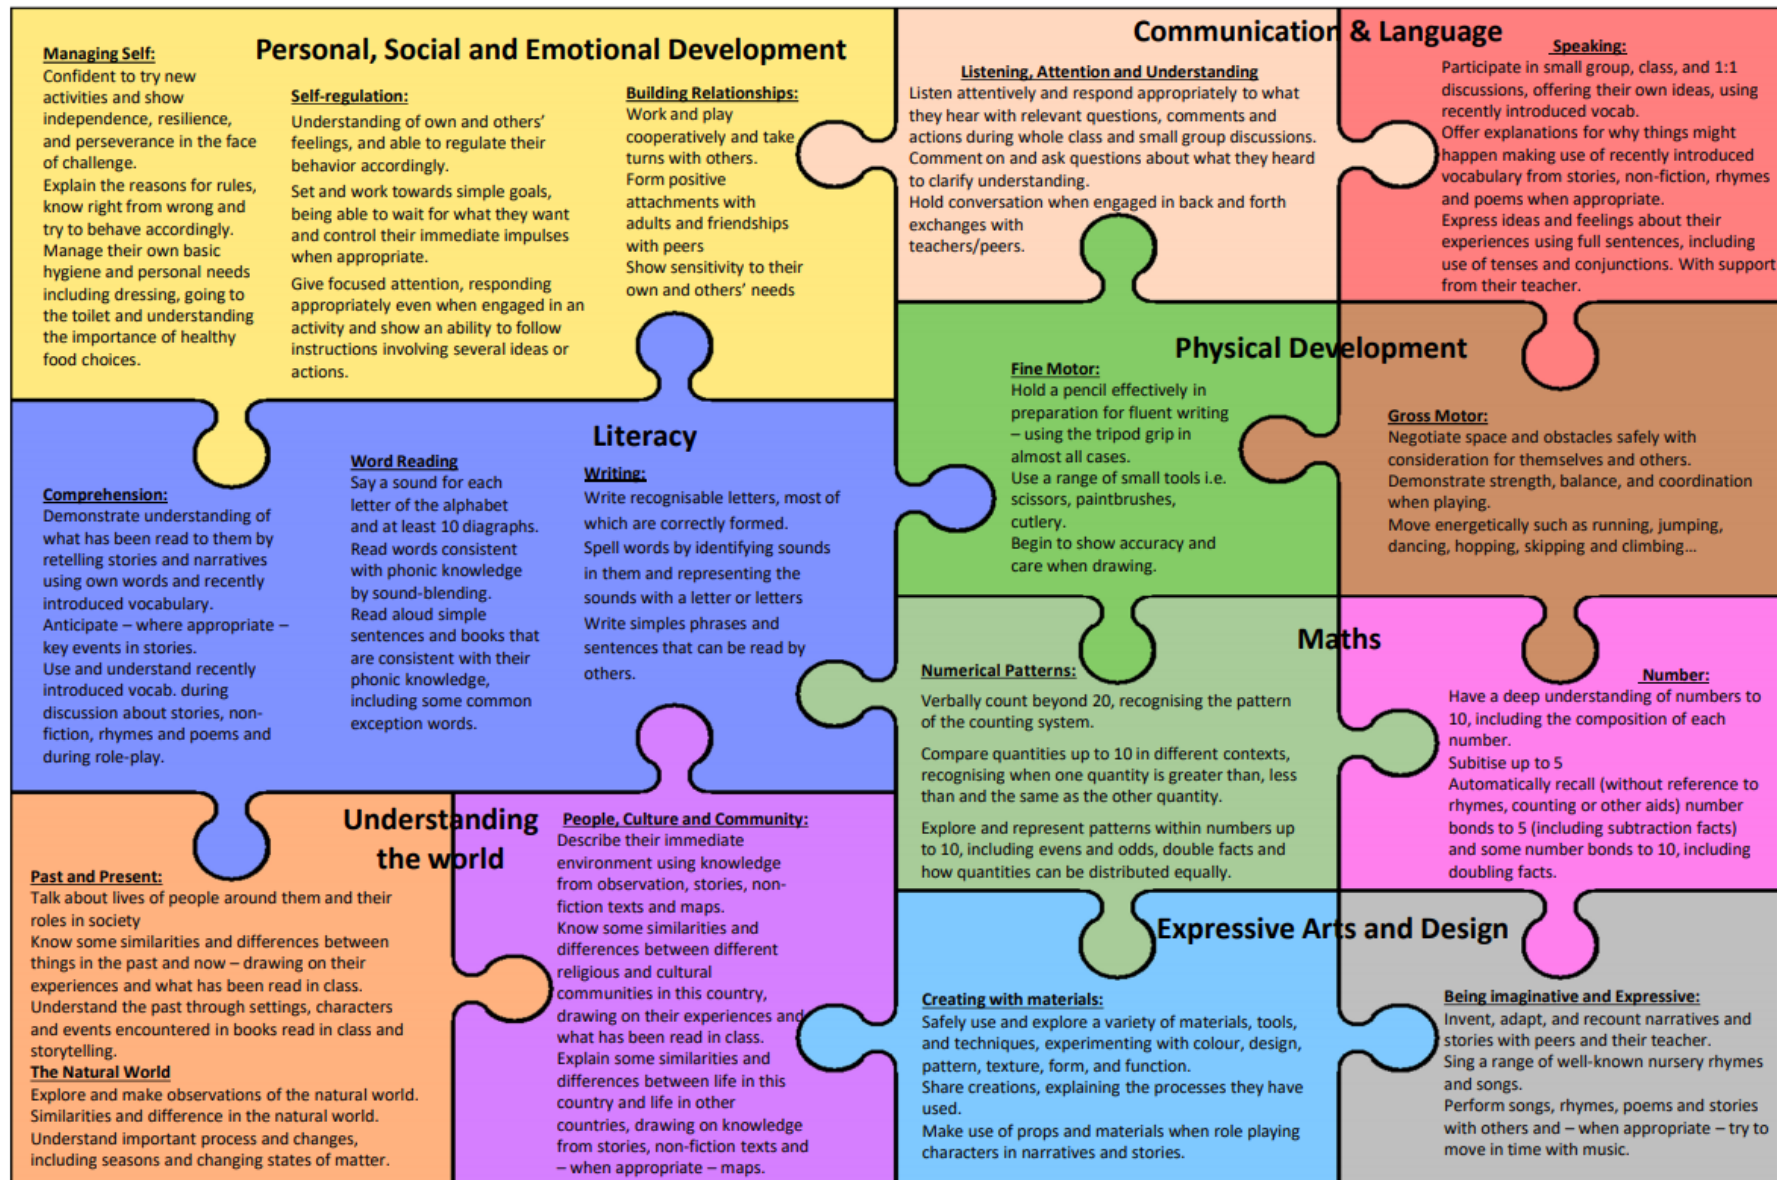 Personal, Social and Emotional Development
Managing Self:
Confident to try new
activities and show
independence, resilience,
and perseverance in the face
of challenge.
Explain the reasons for rules,
know right from wrong and
try to behave accordingly.
Manage their own basic
hygiene and personal needs
including dressing, going to
the toilet and understanding
the importance of healthy
food choices.
Self-regulation:
Understanding of own and others’
feelings, and able to regulate their
behavior accordingly.
Set and work towards simple goals,
being able to wait for what they want
and control their immediate impulses
when appropriate.
Give focused attention, responding
appropriately even when engaged in an
activity and show an ability to follow
instructions involving several ideas or
actions.
Building Relationships:
Work and play
cooperatively and take
turns with others.
Form positive
attachments with
adults and friendships
with peers
Show sensitivity to their
own and others’ needs
Communication & Language
Listening, Attention and Understanding
Listen attentively and respond appropriately to what
they hear with relevant questions, comments and
actions during whole class and small group discussions.
Comment on and ask questions about what they heard
to clarify understanding.
Hold conversation when engaged in back and forth
exchanges with
teachers/peers.
Speaking:
Participate in small group, class, and 1:1
discussions, offering their own ideas, using
recently introduced vocab.
Offer explanations for why things might
happen making use of recently introduced
vocabulary from stories, non-fiction, rhymes
and poems when appropriate.
Express ideas and feelings about their
experiences using full sentences, including
use of tenses and conjunctions. With support
from their teacher.
Literacy
Comprehension:
Demonstrate understanding of
what has been read to them by
retelling stories and narratives
using own words and recently
introduced vocabulary.
Anticipate – where appropriate –
key events in stories.
Use and understand recently
introduced vocab. during
discussion about stories, non-
fiction, rhymes and poems and
during role-play.
Word Reading
Say a sound for each
letter of the alphabet
and at least 10 diagraphs.
Read words consistent
with phonic knowledge
by sound-blending.
Read aloud simple
sentences and books that
are consistent with their
phonic knowledge,
including some common
exception words.
Writing:
Write recognisable letters, most of
which are correctly formed.
Spell words by identifying sounds
in them and representing the
sounds with a letter or letters
Write simples phrases and
sentences that can be read by
others.
Physical Development
Fine Motor:
Hold a pencil effectively in
preparation for fluent writing
– using the tripod grip in
almost all cases.
Use a range of small tools i.e.
scissors, paintbrushes,
cutlery.
Begin to show accuracy and
care when drawing.
Gross Motor:
Negotiate space and obstacles safely with
consideration for themselves and others.
Demonstrate strength, balance, and coordination
when playing.
Move energetically such as running, jumping,
dancing, hopping, skipping and climbing…
Maths
Numerical Patterns:
Verbally count beyond 20, recognising the pattern
of the counting system.
Compare quantities up to 10 in different contexts,
recognising when one quantity is greater than, less
than and the same as the other quantity.
Explore and represent patterns within numbers up
to 10, including evens and odds, double facts and
how quantities can be distributed equally.
Number:
Have a deep understanding of numbers to
10, including the composition of each
number.
Subitise up to 5
Automatically recall (without reference to
rhymes, counting or other aids) number
bonds to 5 (including subtraction facts)
and some number bonds to 10, including
doubling facts.
Understanding
the world
Past and Present:
Talk about lives of people around them and their
roles in society
Know some similarities and differences between
things in the past and now – drawing on their
experiences and what has been read in class.
Understand the past through settings, characters
and events encountered in books read in class and
storytelling.
The Natural World
Explore and make observations of the natural world.
Similarities and difference in the natural world.
Understand important process and changes,
including seasons and changing states of matter.
People, Culture and Community:
Describe their immediate
environment using knowledge
from observation, stories, non-
fiction texts and maps.
Know some similarities and
differences between different
religious and cultural
communities in this country,
drawing on their experiences and
what has been read in class.
Explain some similarities and
differences between life in this
country and life in other
countries, drawing on knowledge
from stories, non-fiction texts and
– when appropriate – maps.
Expressive Arts and Design
Creating with materials:
Safely use and explore a variety of materials, tools,
and techniques, experimenting with colour, design,
pattern, texture, form, and function.
Share creations, explaining the processes they have
used.
Make use of props and materials when role playing
characters in narratives and stories.
Being imaginative and Expressive:
Invent, adapt, and recount narratives and
stories with peers and their teacher.
Sing a range of well-known nursery rhymes
and songs.
Perform songs, rhymes, poems and stories
with others and – when appropriate – try to
move in time with music.